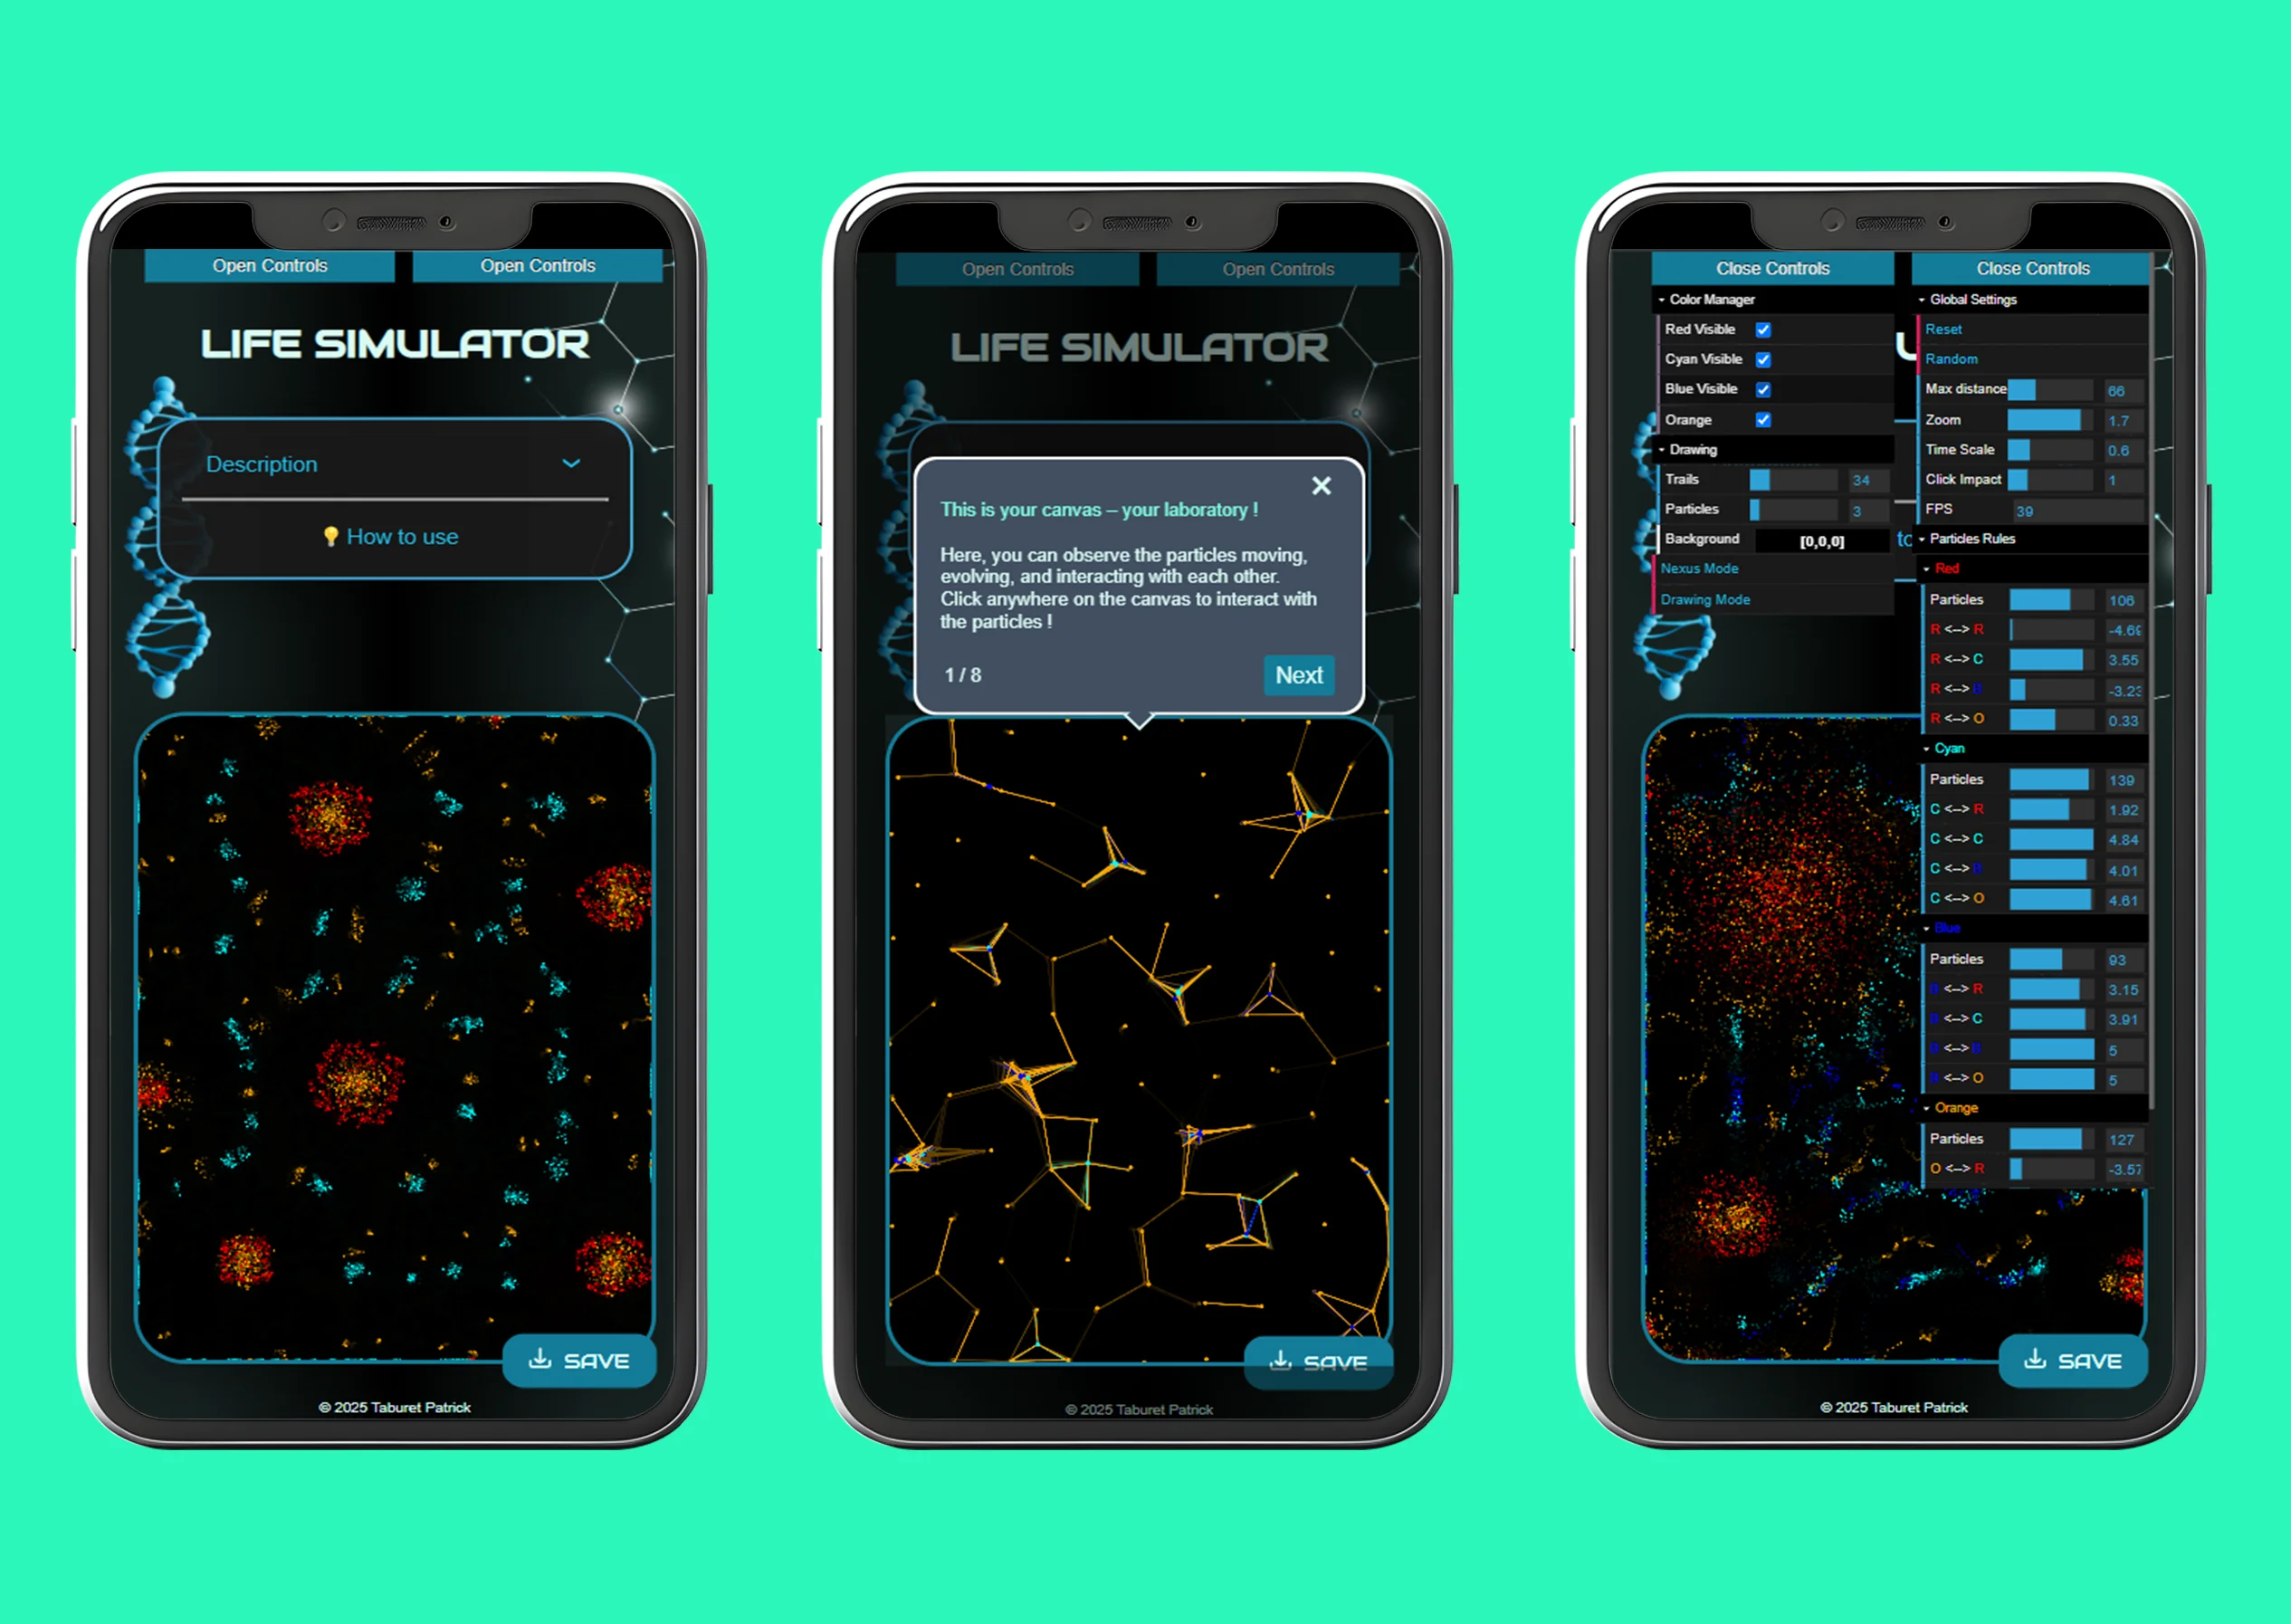 Open Controls
Open Controls
LIFE SIMULATOR
Description
How to use
SAVE
© 2025 Taburet Patrick
Open Controls
Open Controls
LIFE SIMULATOR
This is your canvas – your laboratory !
Here, you can observe the particles moving,
evolving, and interacting with each other.
Click anywhere on the canvas to interact with
the particles !
1 / 8
Next
SAVE
© 2025 Taburet Patrick
Close Controls
Color Manager
Red Visible
Cyan Visible
Blue Visible
Orange
Drawing
Trails 34
Particles 3
Background [0,0,0]
Nexus Mode
Drawing Mode
Close Controls
Global Settings
Reset
Random
Max distance 66
Zoom 1.7
Time Scale 0.6
Click Impact 1
FPS 39
Particles Rules
Red
Particles 106
R <--> R
R <--> C 3.55
R <--> B
R <--> O 0.33
Cyan
Particles 139
C <--> R 1.92
C <--> C 4.84
C <--> B 4.01
C <--> O 4.61
Blue
Particles 93
B <--> R 3.15
B <--> C 3.91
B <--> B 5
B <--> O 5
Orange
Particles 127
O <--> R -3.57
SAVE
© 2025 Taburet Patrick